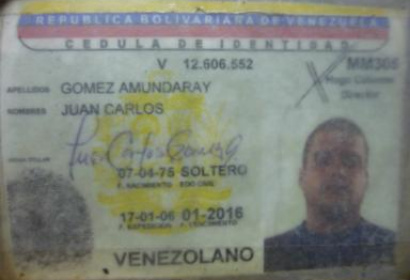 REPUBLICA BOLIVARIANA DE VENEZUELA
CEDULA DE IDENTIDAD
V 12.606.552
MM306
Hugo Cabezas
Director
APELLIDOS GOMEZ AMUNDARAY
NOMBRES JUAN CARLOS
Juan Carlos Gomez
07-04-75 SOLTERO
F. NACIMIENTO EDO CIVIL
17-01-06 01-2016
F. EXPEDICION F. VENCIMIENTO
VENEZOLANO